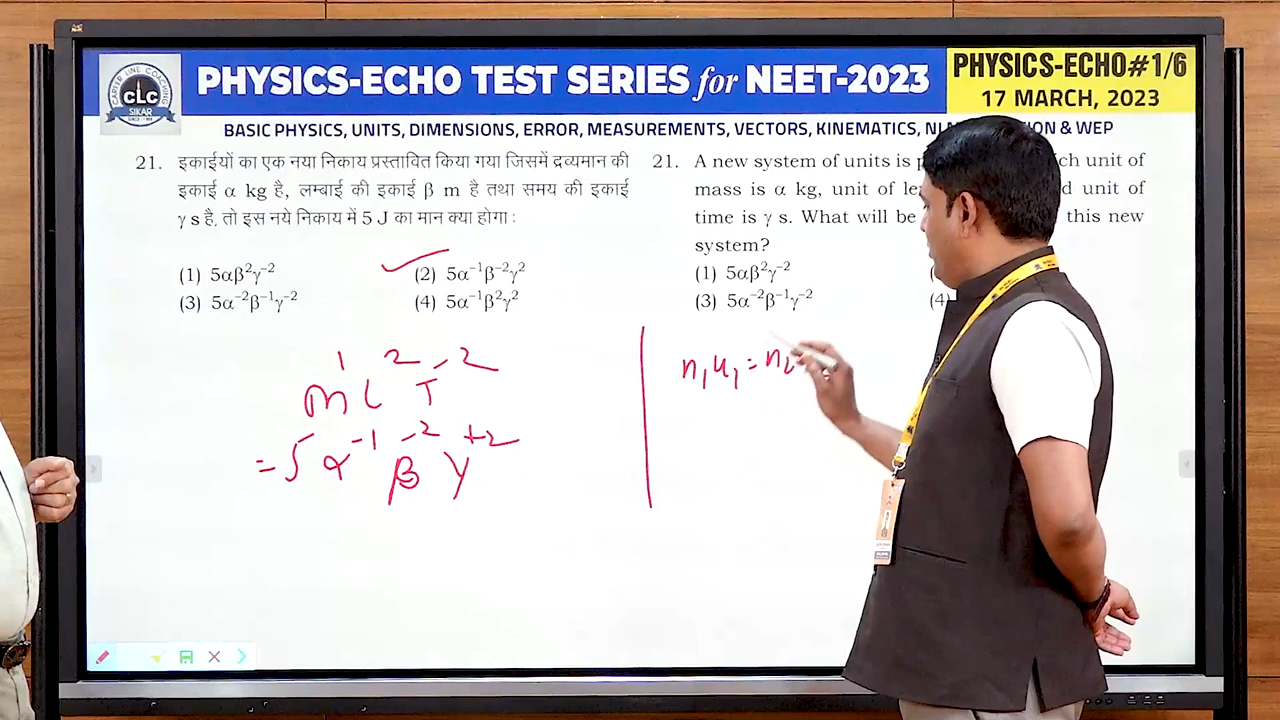 CAREER LINE COACHING
CLC
SIKAR
PHYSICS-ECHO TEST SERIES for NEET-2023
PHYSICS-ECHO#1/6
17 MARCH, 2023
BASIC PHYSICS, UNITS, DIMENSIONS, ERROR, MEASUREMENTS, VECTORS, KINEMATICS, & WEP
21. इकाईयों का एक नया निकाय प्रस्तावित किया गया जिसमें द्रव्यमान की
इकाई α kg है, लम्बाई की इकाई β m है तथा समय की इकाई
γ s है, तो इस नये निकाय में 5 J का मान क्या होगा :
(1) 5αβ²γ⁻² (2) 5α⁻¹β⁻²γ²
(3) 5α⁻²β⁻¹γ⁻² (4) 5α⁻¹β²γ²
21. A new system of units is unit of
mass is α kg, unit of unit of
time is γ s. What will be this new
system?
(1) 5αβ²γ⁻²
(3) 5α⁻²β⁻¹γ⁻² (4)
M¹ L² T⁻²
= 5 α⁻¹ β⁻² γ⁺²
n₁u₁ = n₂